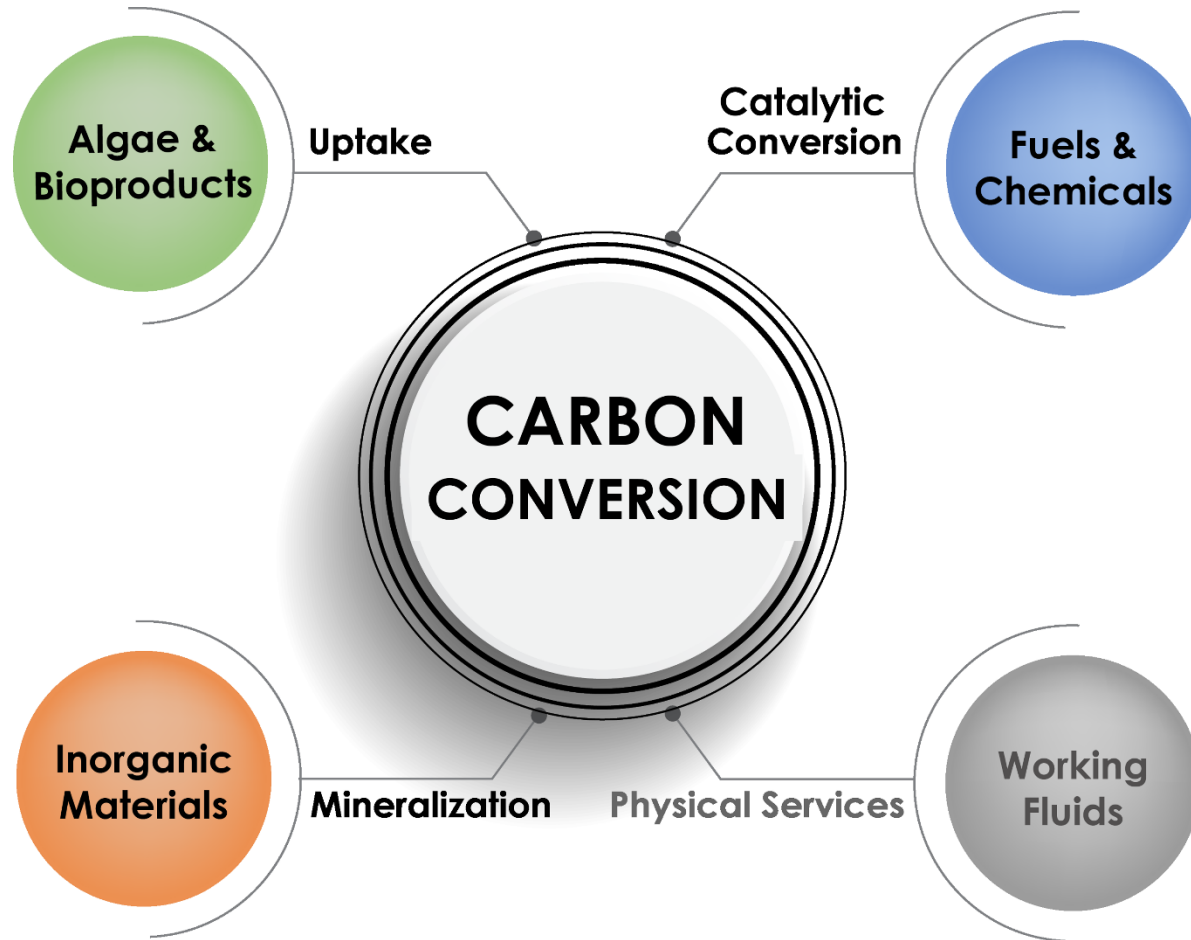 Algae &
Bioproducts
Uptake
Catalytic
Conversion
Fuels &
Chemicals
CARBON
CONVERSION
Inorganic
Materials
Mineralization
Physical Services
Working
Fluids